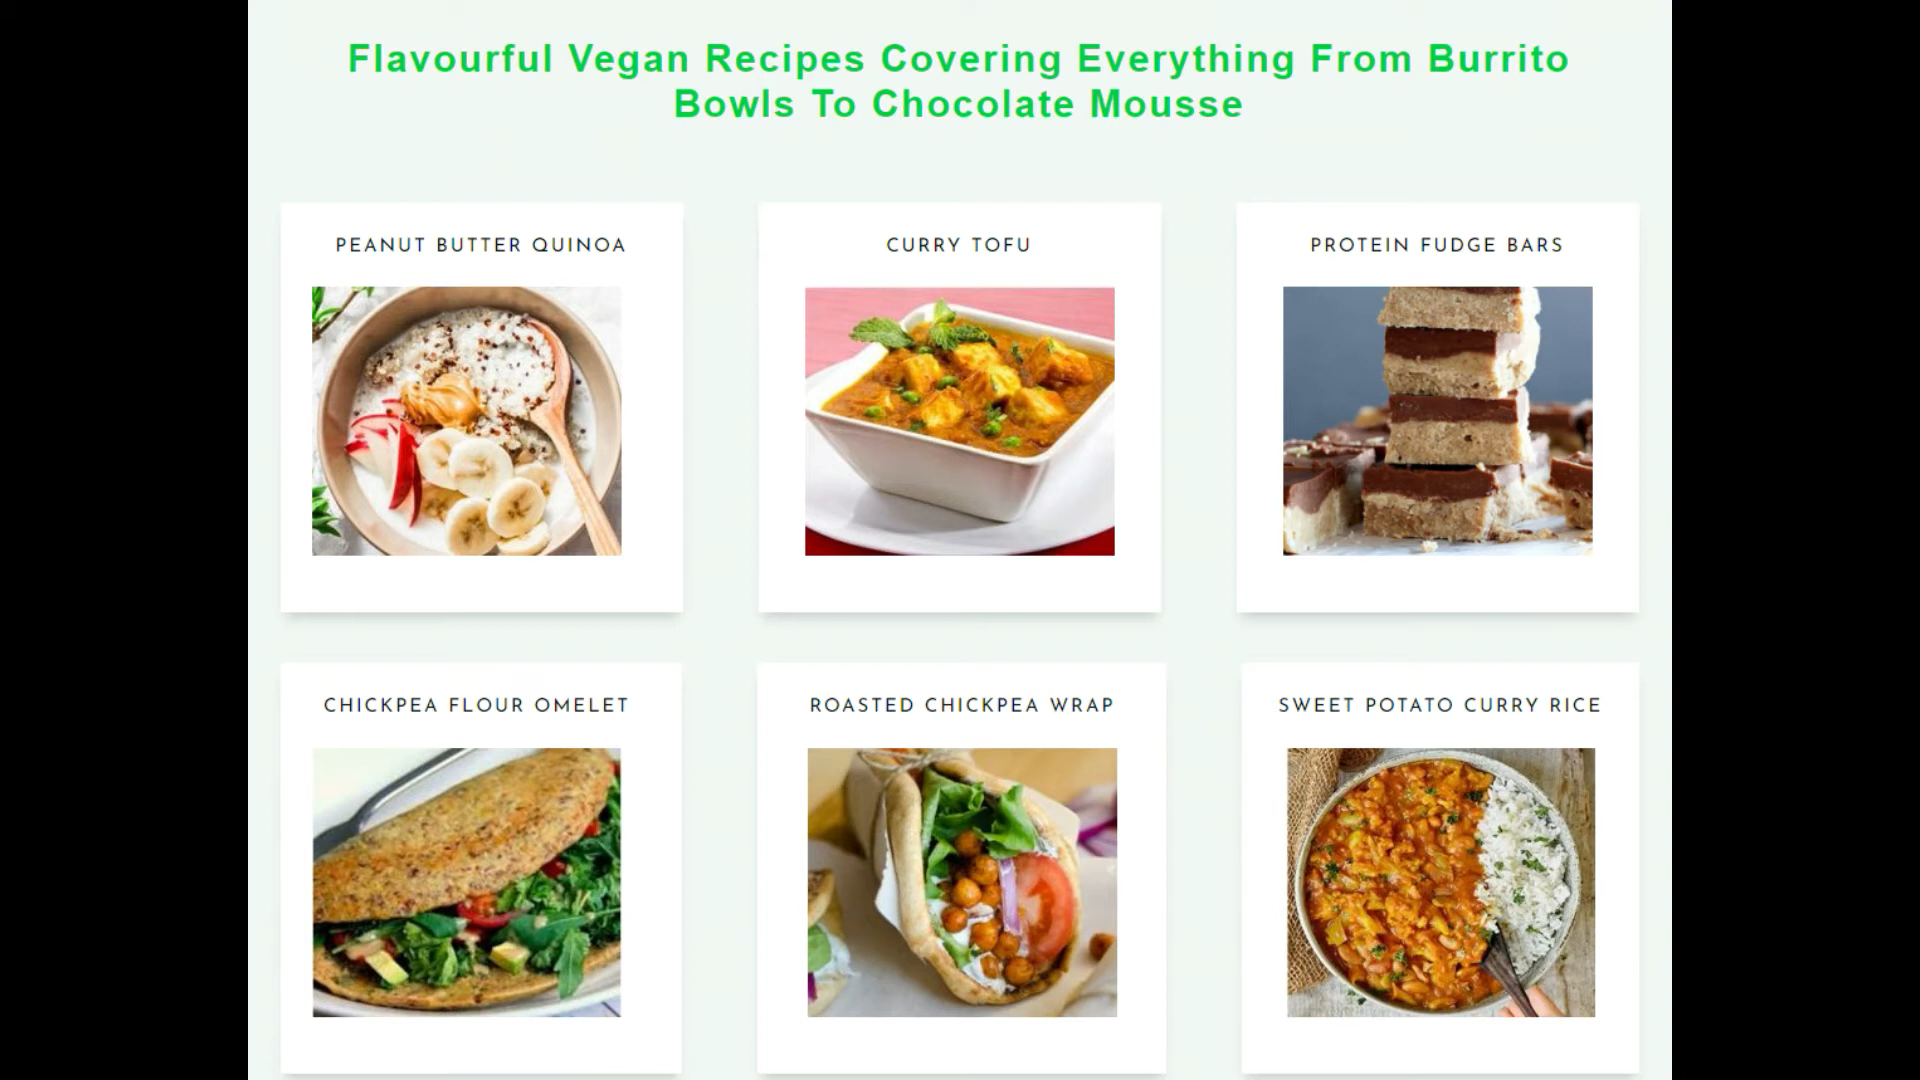 Flavourful Vegan Recipes Covering Everything From Burrito
Bowls To Chocolate Mousse
PEANUT BUTTER QUINOA
CURRY TOFU
PROTEIN FUDGE BARS
CHICKPEA FLOUR OMELET
ROASTED CHICKPEA WRAP
SWEET POTATO CURRY RICE